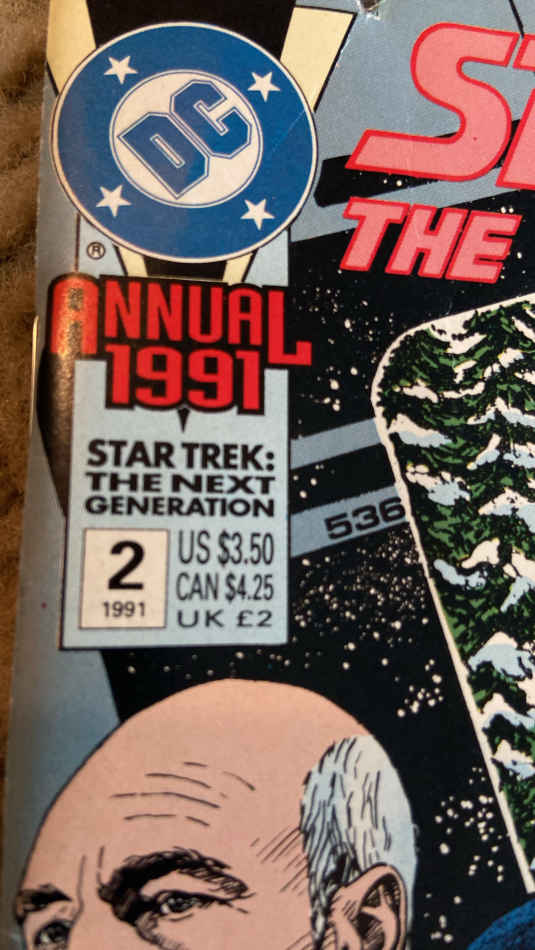 DC
®
ANNUAL
1991
STAR TREK:
THE NEXT
GENERATION
2
1991
US $3.50
CAN $4.25
UK £2
THE
536